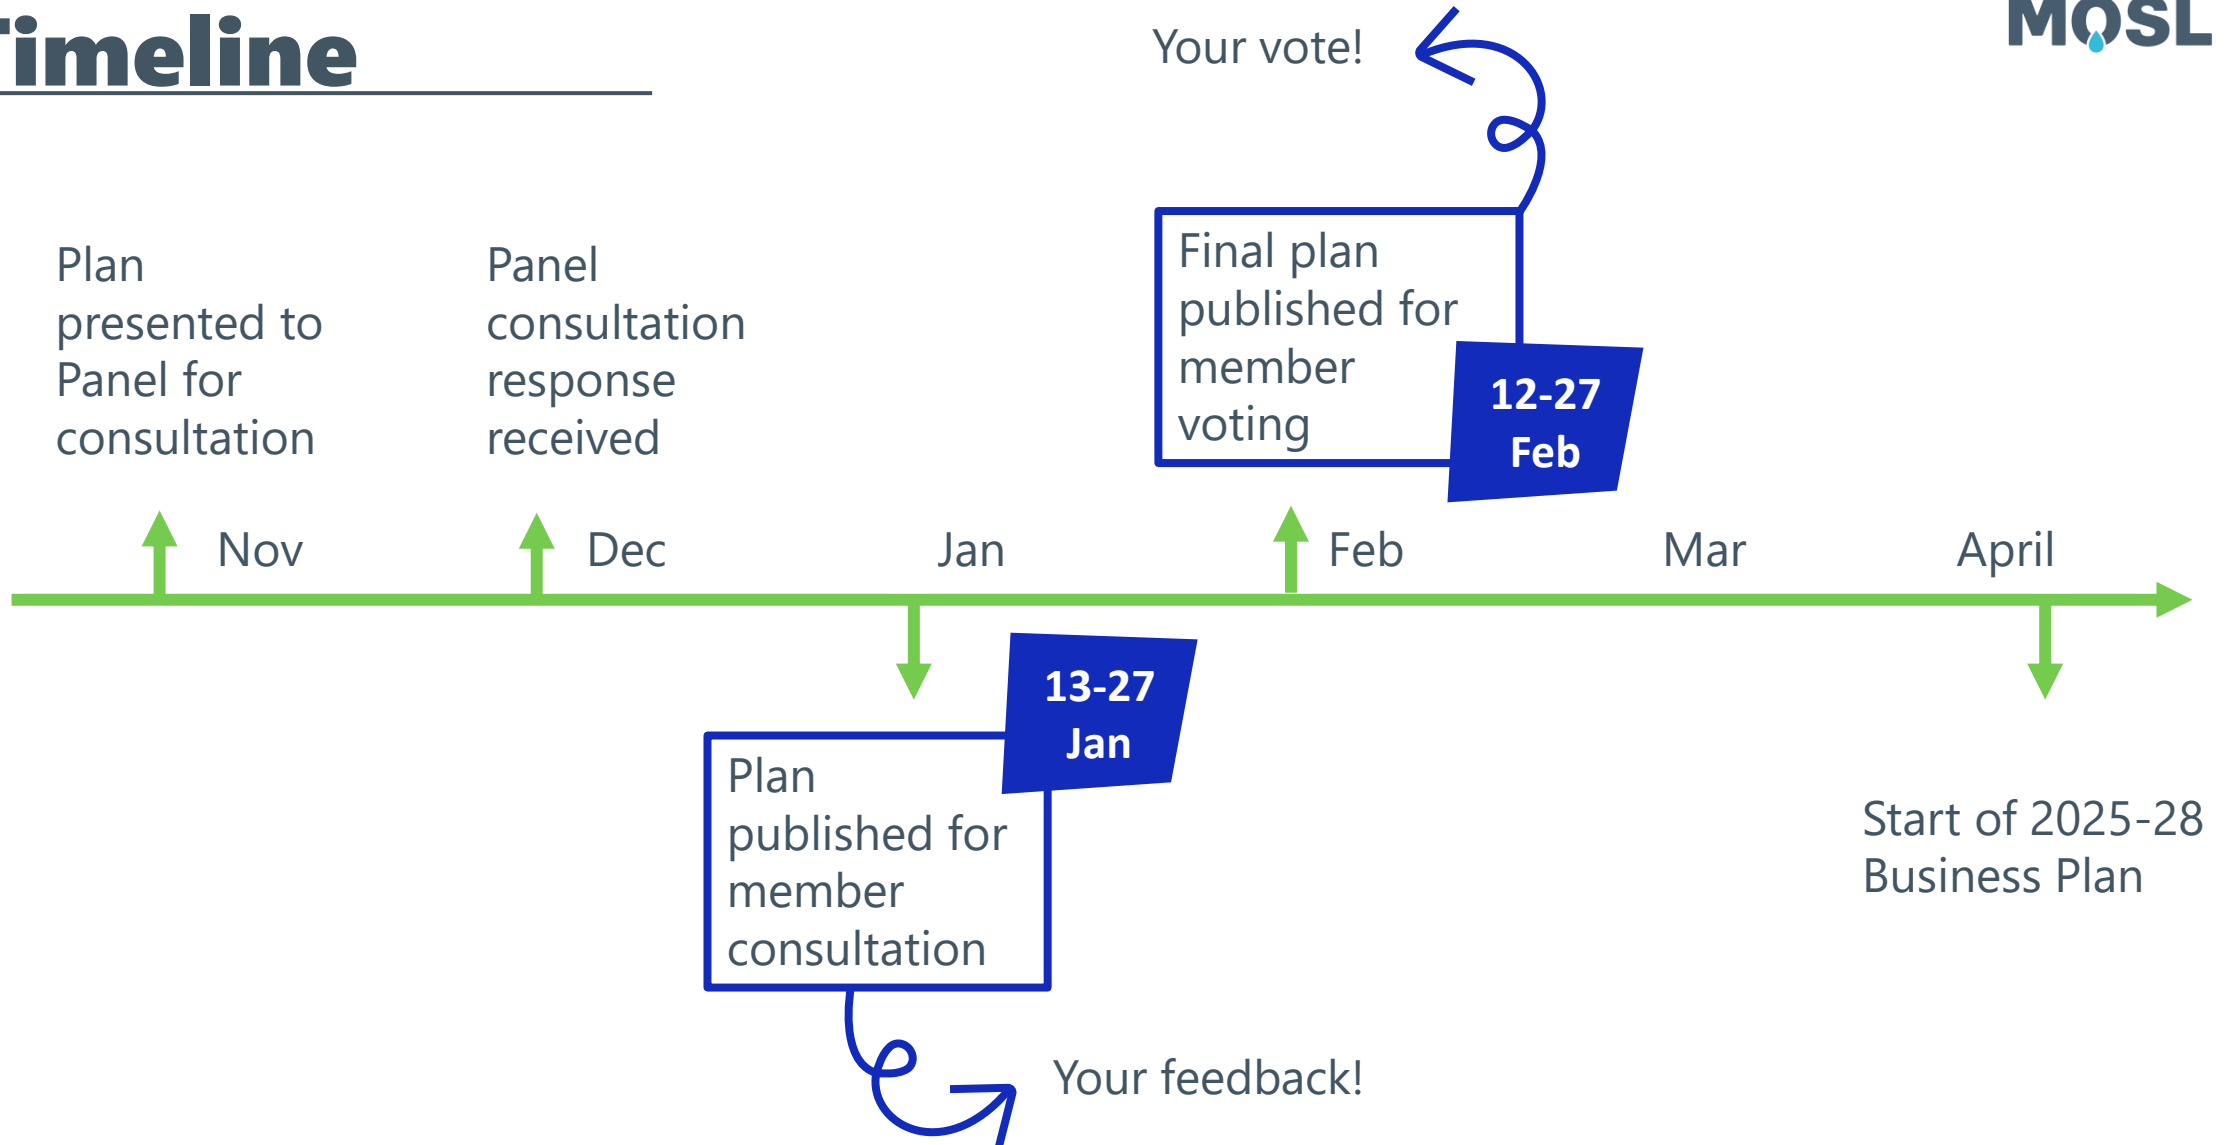 Timeline
MOSL
Your vote!
Plan
presented to
Panel for
consultation
Panel
consultation
response
received
Final plan
published for
member
voting
12-27
Feb
Nov
Dec
Jan
Feb
Mar
April
13-27
Jan
Plan
published for
member
consultation
Start of 2025-28
Business Plan
Your feedback!